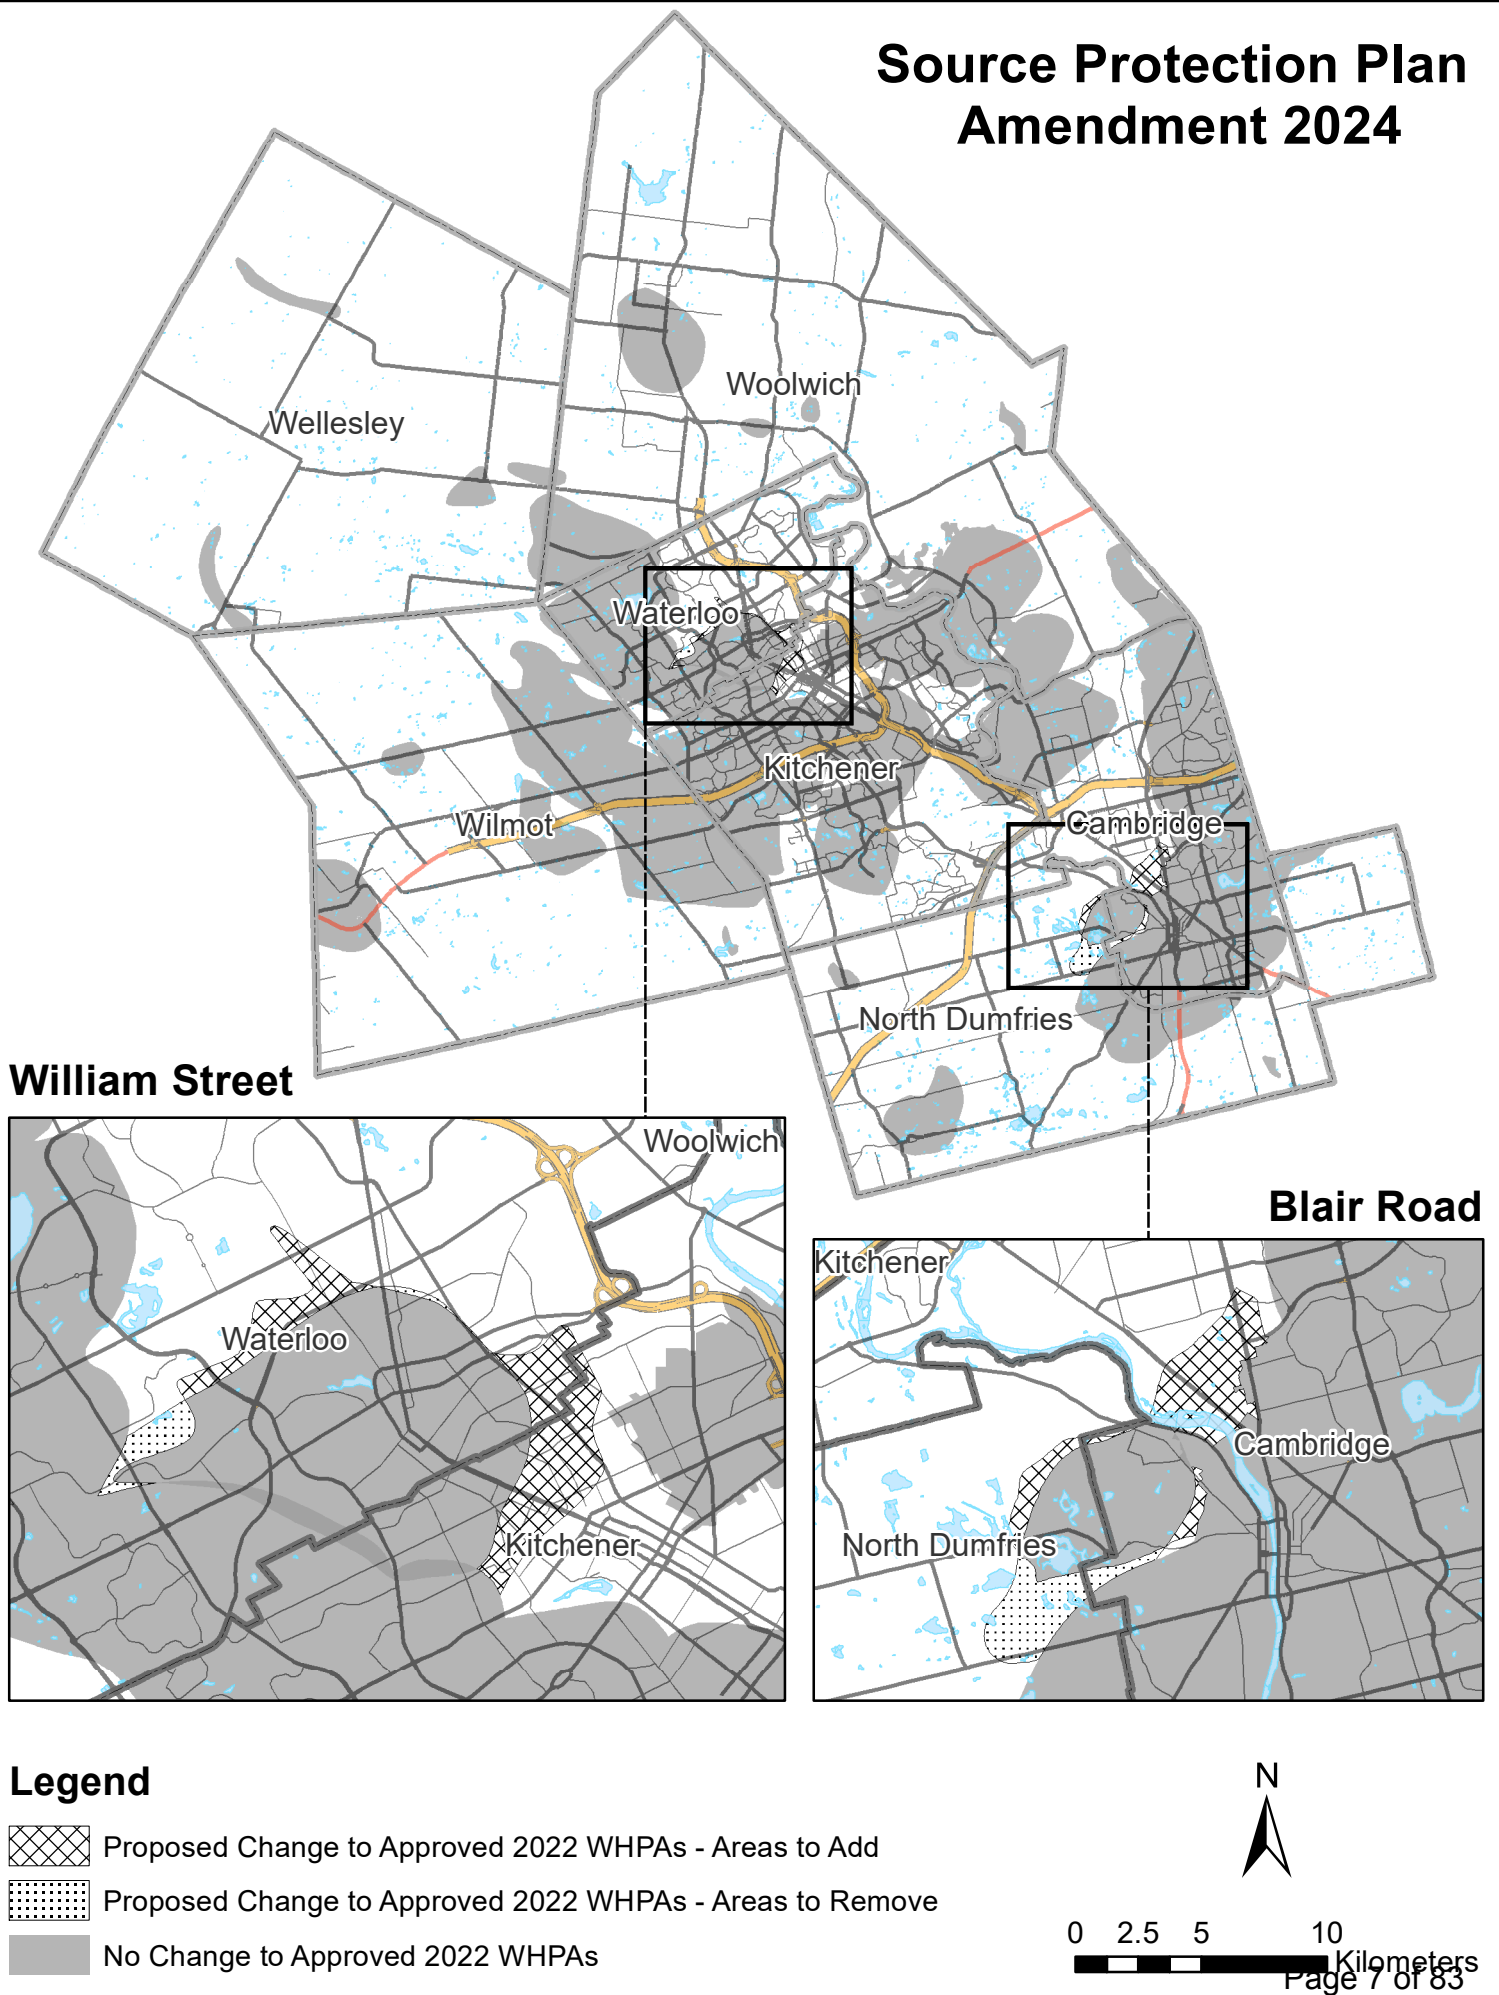 Source Protection Plan
Amendment 2024
Woolwich
Wellesley
Waterloo
Kitchener
Wilmot
Cambridge
North Dumfries
William Street
Woolwich
Waterloo
Kitchener
Blair Road
Kitchener
Cambridge
North Dumfries
Legend
Proposed Change to Approved 2022 WHPAs - Areas to Add
Proposed Change to Approved 2022 WHPAs - Areas to Remove
No Change to Approved 2022 WHPAs
N
0 2.5 5 10
Kilometers
Page 7 of 83